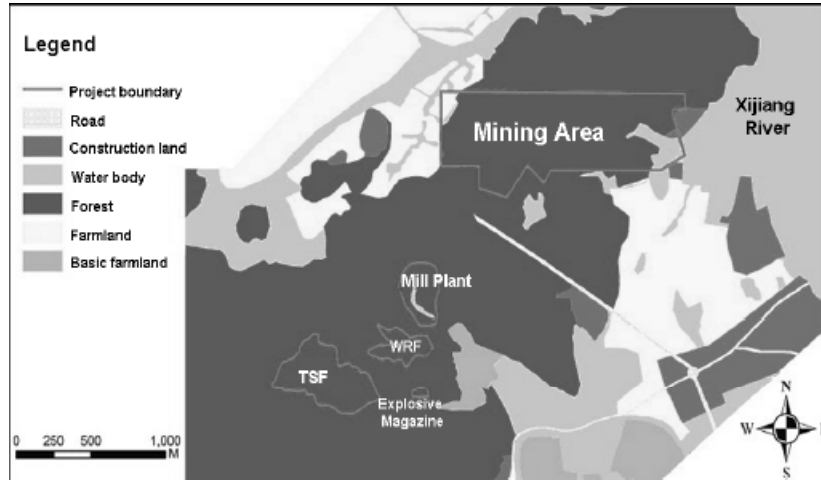 Legend
Project boundary
Road
Construction land
Water body
Forest
Farmland
Basic farmland
Mining Area
Xijiang
River
Mill Plant
WRF
TSF
Explosive
Magazine
0 250 500 1,000
M
N
W
S